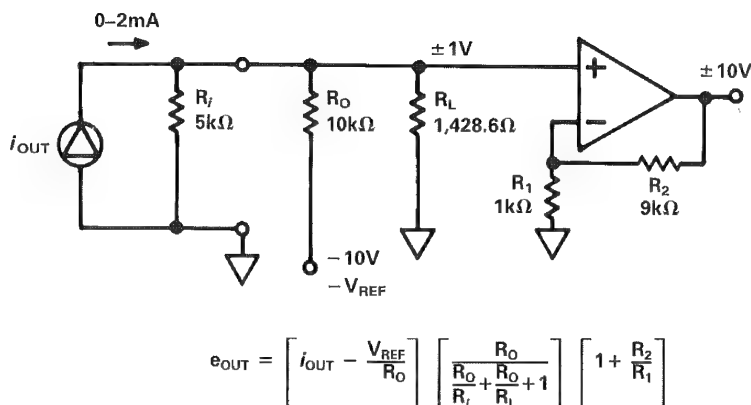 0–2mA
±1V
±10V
+
−
R_i
5kΩ
R_O
10kΩ
R_L
1,428.6Ω
i_OUT
R_1
1kΩ
R_2
9kΩ
−10V
−V_REF
e_OUT = [i_OUT − V_REF/R_O] [R_O/(R_O/R_i + R_O/R_L + 1)] [1 + R_2/R_1]